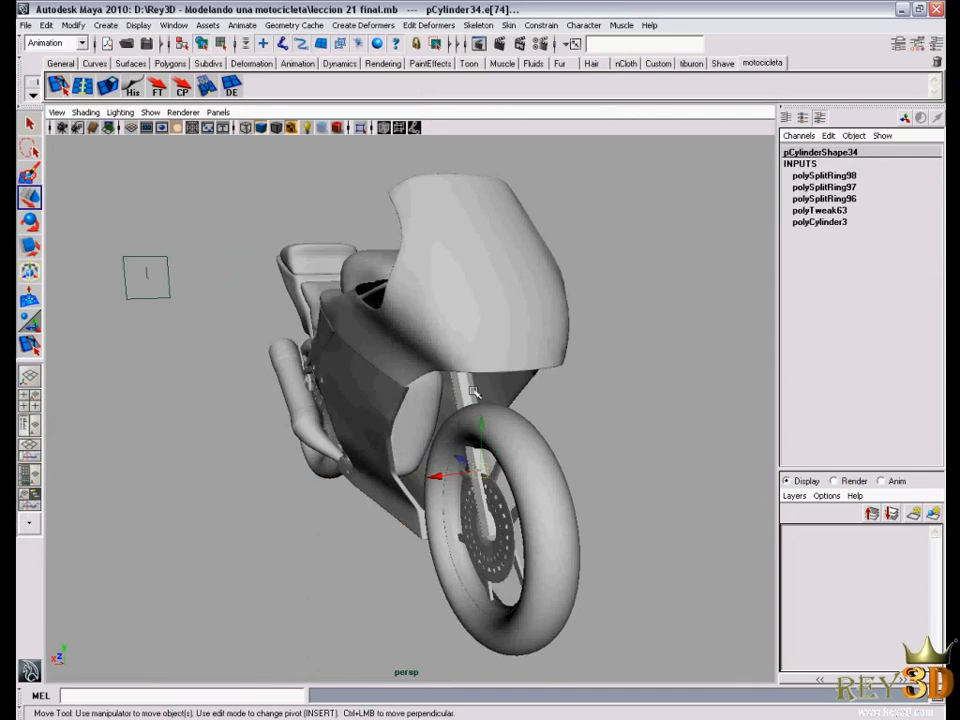 Autodesk Maya 2010: D:\Rey3D - Modelando una motocicleta\leccion 21 final.mb --- pCylinder34.e[74]...
File Edit Modify Create Display Window Assets Animate Geometry Cache Create Deformers Edit Deformers Skeleton Skin Constrain Character Muscle Help
Animation
General Curves Surfaces Polygons Subdivs Deformation Animation Dynamics Rendering PaintEffects Toon Muscle Fluids Fur Hair nCloth Custom tiburon Shave motocicleta
His FT CP DE
View Shading Lighting Show Renderer Panels
Channels Edit Object Show
pCylinderShape34
INPUTS
polySplitRing98
polySplitRing97
polySplitRing96
polyTweak63
polyCylinder3
Display Render Anim
Layers Options Help
persp
REY3D
www.Rey3D.com
MEL
Move Tool: Use manipulator to move object(s). Use edit mode to change pivot (INSERT). Ctrl+LMB to move perpendicular.